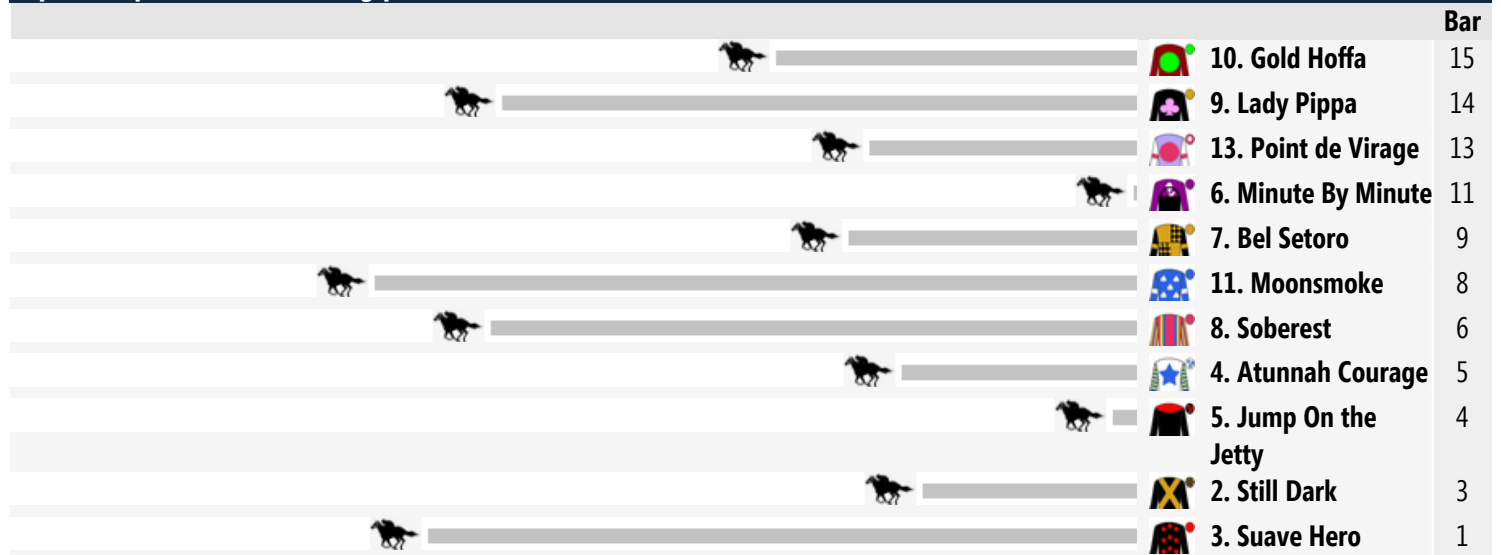 Bar
10. Gold Hoffa 15
9. Lady Pippa 14
13. Point de Virage 13
6. Minute By Minute 11
7. Bel Setoro 9
11. Moonsmoke 8
8. Soberest 6
4. Atunnah Courage 5
5. Jump On the 4
Jetty
2. Still Dark 3
3. Suave Hero 1